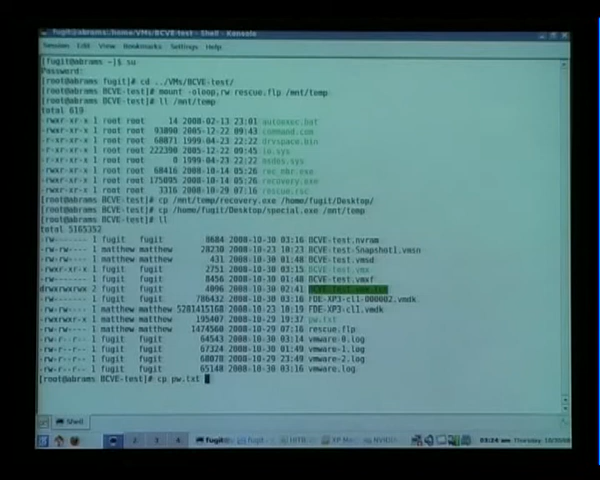 fugit@abrams:/home/VMs/BCVE-test - Shell - Konsole
Session Edit View Bookmarks Settings Help
[fugit@abrams ~]$ su
Password:
[root@abrams fugit]# cd ../VMs/BCVE-test/
[root@abrams BCVE-test]# mount -oloop,rw rescue.flp /mnt/temp
[root@abrams BCVE-test]# ll /mnt/temp
total 619
-rwxr-xr-x 1 root root 14 2008-02-13 23:01 autoexec.bat
-rwxr-xr-x 1 root root 93890 2005-12-22 09:43 command.com
-r-xr-xr-x 1 root root 68871 1999-04-23 22:22 drvspace.bin
-r-xr-xr-x 1 root root 222390 2005-12-22 09:45 io.sys
-r-xr-xr-x 1 root root 0 1999-04-23 22:22 msdos.sys
-rwxr-xr-x 1 root root 68416 2008-10-14 05:26 rec_mbr.exe
-rwxr-xr-x 1 root root 175095 2008-10-14 05:26 recovery.exe
-rwxr-xr-x 1 root root 3316 2008-10-29 07:16 rescue.rsc
[root@abrams BCVE-test]# cp /mnt/temp/recovery.exe /home/fugit/Desktop/
[root@abrams BCVE-test]# cp /home/fugit/Desktop/special.exe /mnt/temp
[root@abrams BCVE-test]# ll
total 5165352
-rw------- 1 fugit fugit 8684 2008-10-30 03:16 BCVE-test.nvram
-rw-rw---- 1 matthew matthew 28230 2008-10-23 10:23 BCVE-test-Snapshot1.vmsn
-rw-rw---- 1 matthew matthew 431 2008-10-30 01:48 BCVE-test.vmsd
-rwxrwxr-x 1 fugit fugit 2751 2008-10-30 03:15 BCVE-test.vmx
-rw-rw---- 1 fugit fugit 8456 2008-10-30 01:48 BCVE-test.vmxf
drwxrwxrwx 2 fugit fugit 4096 2008-10-30 02:41
-rw------- 1 fugit fugit 786432 2008-10-30 03:16 FDE-XP3-cl1-000002.vmdk
-rw-rw---- 1 matthew matthew 5281415168 2008-10-23 10:19 FDE-XP3-cl1.vmdk
195407 2008-10-29 19:37 pw.txt
1474560 2008-10-29 07:16 rescue.flp
-rw-r--r-- 1 fugit fugit 64543 2008-10-30 03:14 vmware-0.log
-rw-r--r-- 1 fugit fugit 67324 2008-10-30 01:49 vmware-1.log
-rw-r--r-- 1 fugit fugit 68078 2008-10-29 23:49 vmware-2.log
-rw-r--r-- 1 fugit fugit 65148 2008-10-30 03:16 vmware.log
[root@abrams BCVE-test]# cp pw.txt
Shell
2 3 4 fugit@ 03:24 am Thursday